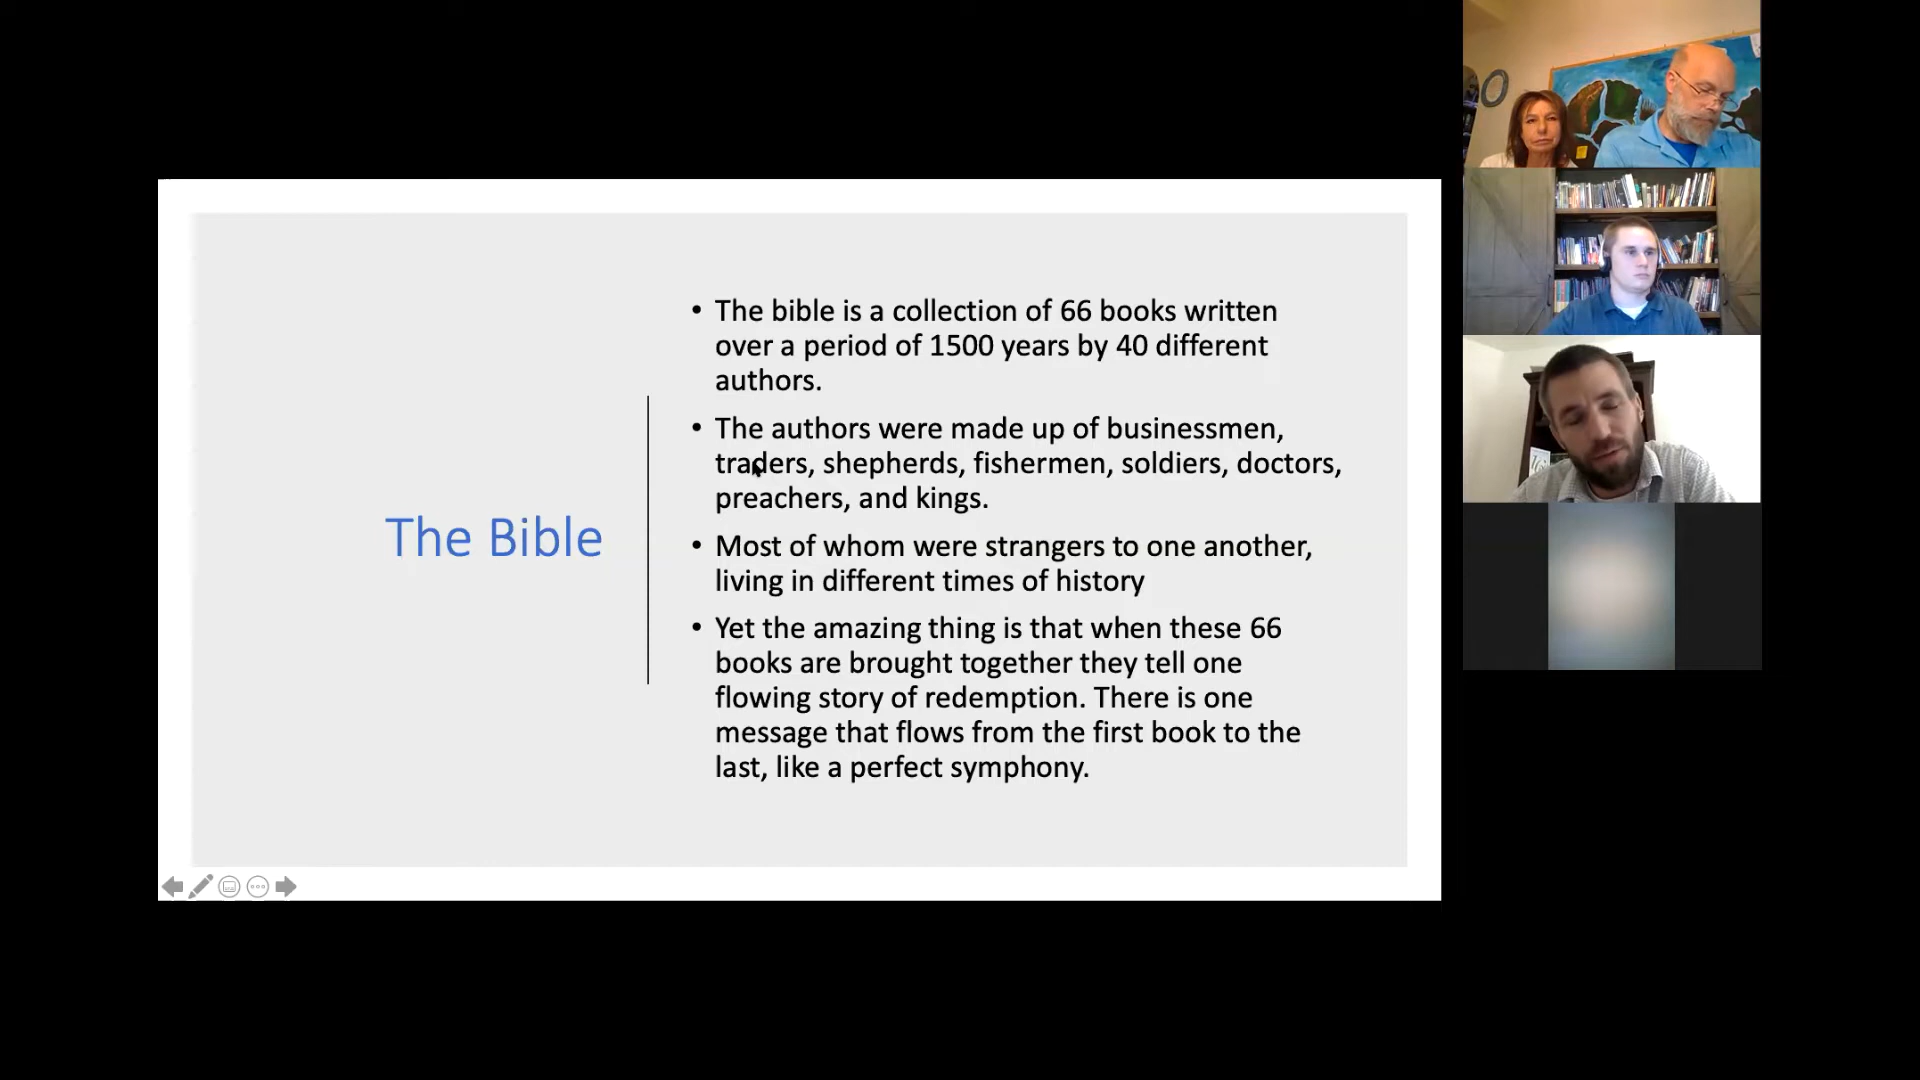 The Bible
• The bible is a collection of 66 books written
over a period of 1500 years by 40 different
authors.
• The authors were made up of businessmen,
traders, shepherds, fishermen, soldiers, doctors,
preachers, and kings.
• Most of whom were strangers to one another,
living in different times of history
• Yet the amazing thing is that when these 66
books are brought together they tell one
flowing story of redemption. There is one
message that flows from the first book to the
last, like a perfect symphony.